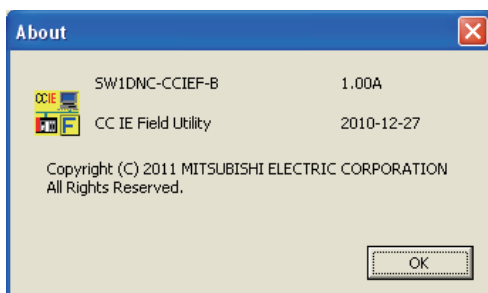 About
SW1DNC-CCIEF-B 1.00A
CCIE
F
CC IE Field Utility 2010-12-27
Copyright (C) 2011 MITSUBISHI ELECTRIC CORPORATION
All Rights Reserved.
OK